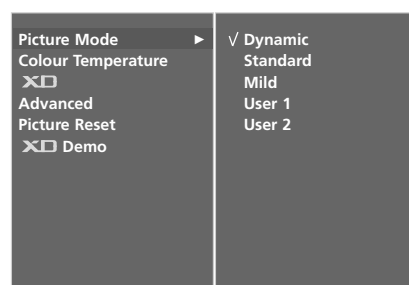 Picture Mode ►
Colour Temperature
XD
Advanced
Picture Reset
XD Demo
√ Dynamic
Standard
Mild
User 1
User 2